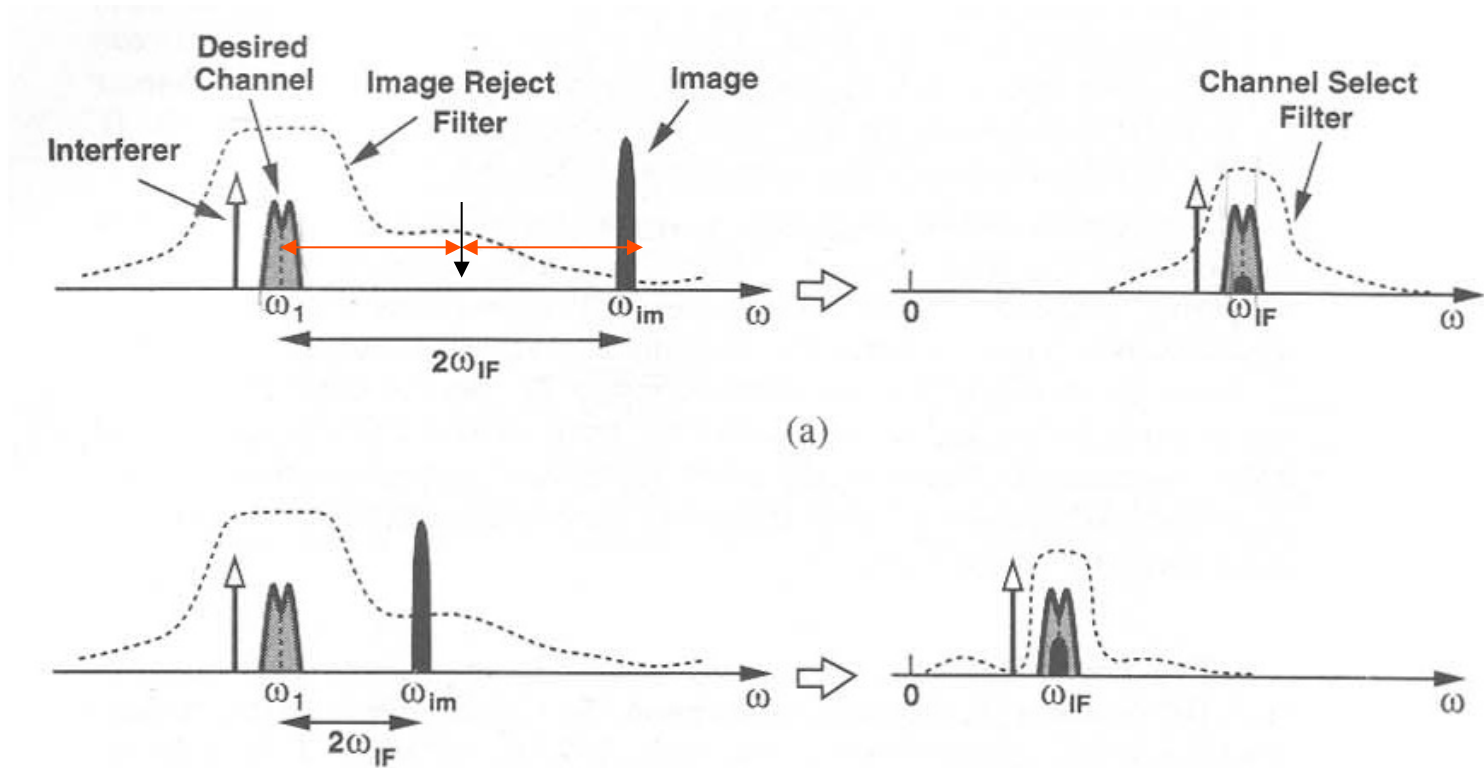 Desired
Channel
Image Reject
Filter
Image
Interferer
ω1
ωim
ω
2ωIF
Channel Select
Filter
0
ωIF
ω
(a)
ω1
ωim
ω
2ωIF
0
ωIF
ω